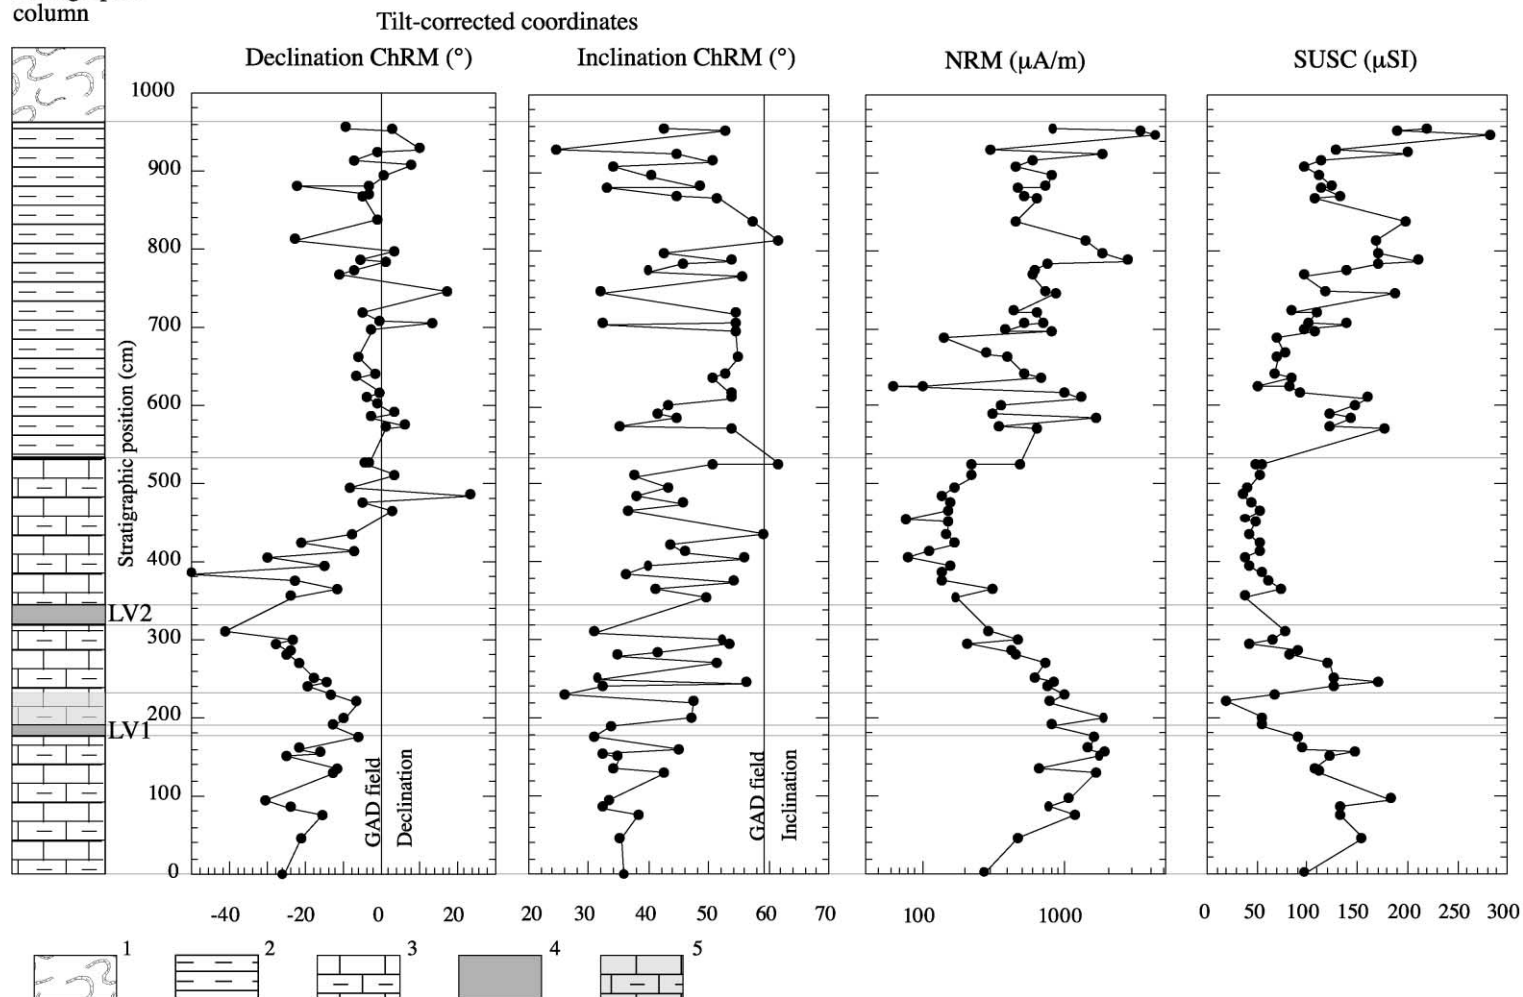 column
Tilt-corrected coordinates
Declination ChRM (°)
Inclination ChRM (°)
NRM (µA/m)
SUSC (µSI)
Stratigraphic position (cm)
1000
900
800
700
600
500
400
300
200
100
0
LV2
LV1
GAD field
Declination
GAD field
Inclination
-40 -20 0 20
20 30 40 50 60 70
100 1000
0 50 100 150 200 250 300
1 2 3 4 5